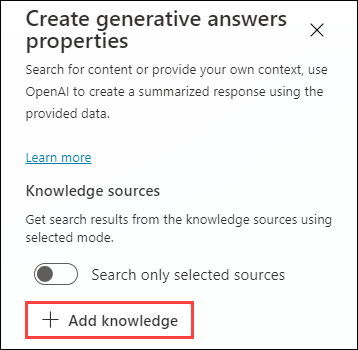 Create generative answers
properties
Search for content or provide your own context, use
OpenAI to create a summarized response using the
provided data.
Learn more
Knowledge sources
Get search results from the knowledge sources using
selected mode.
Search only selected sources
Add knowledge